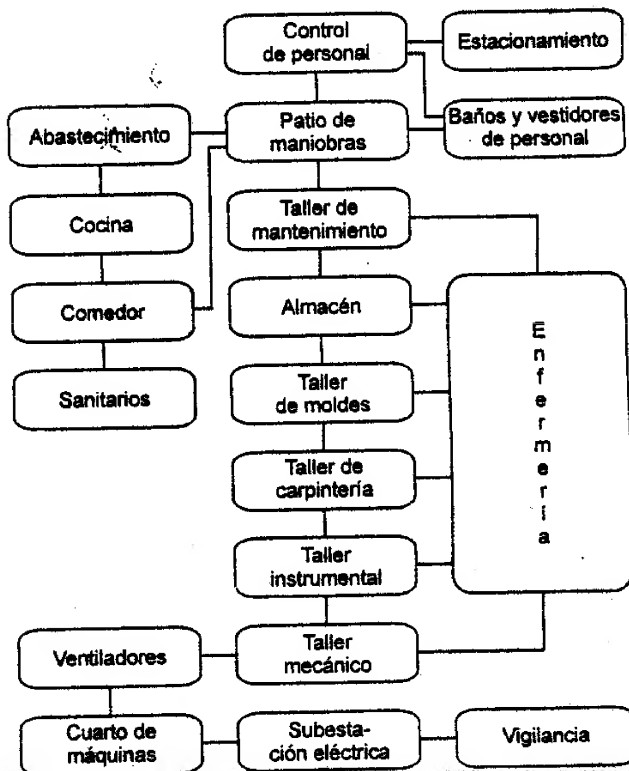 Control
de personal
Estacionamiento
Abastecimiento
Patio de
maniobras
Baños y vestidores
de personal
Cocina
Taller de
mantenimiento
Comedor
Almacén
Enfermería
Sanitarios
Taller
de moldes
Taller de
carpintería
Taller
instrumental
Ventiladores
Taller
mecánico
Cuarto de
máquinas
Subesta-
ción eléctrica
Vigilancia